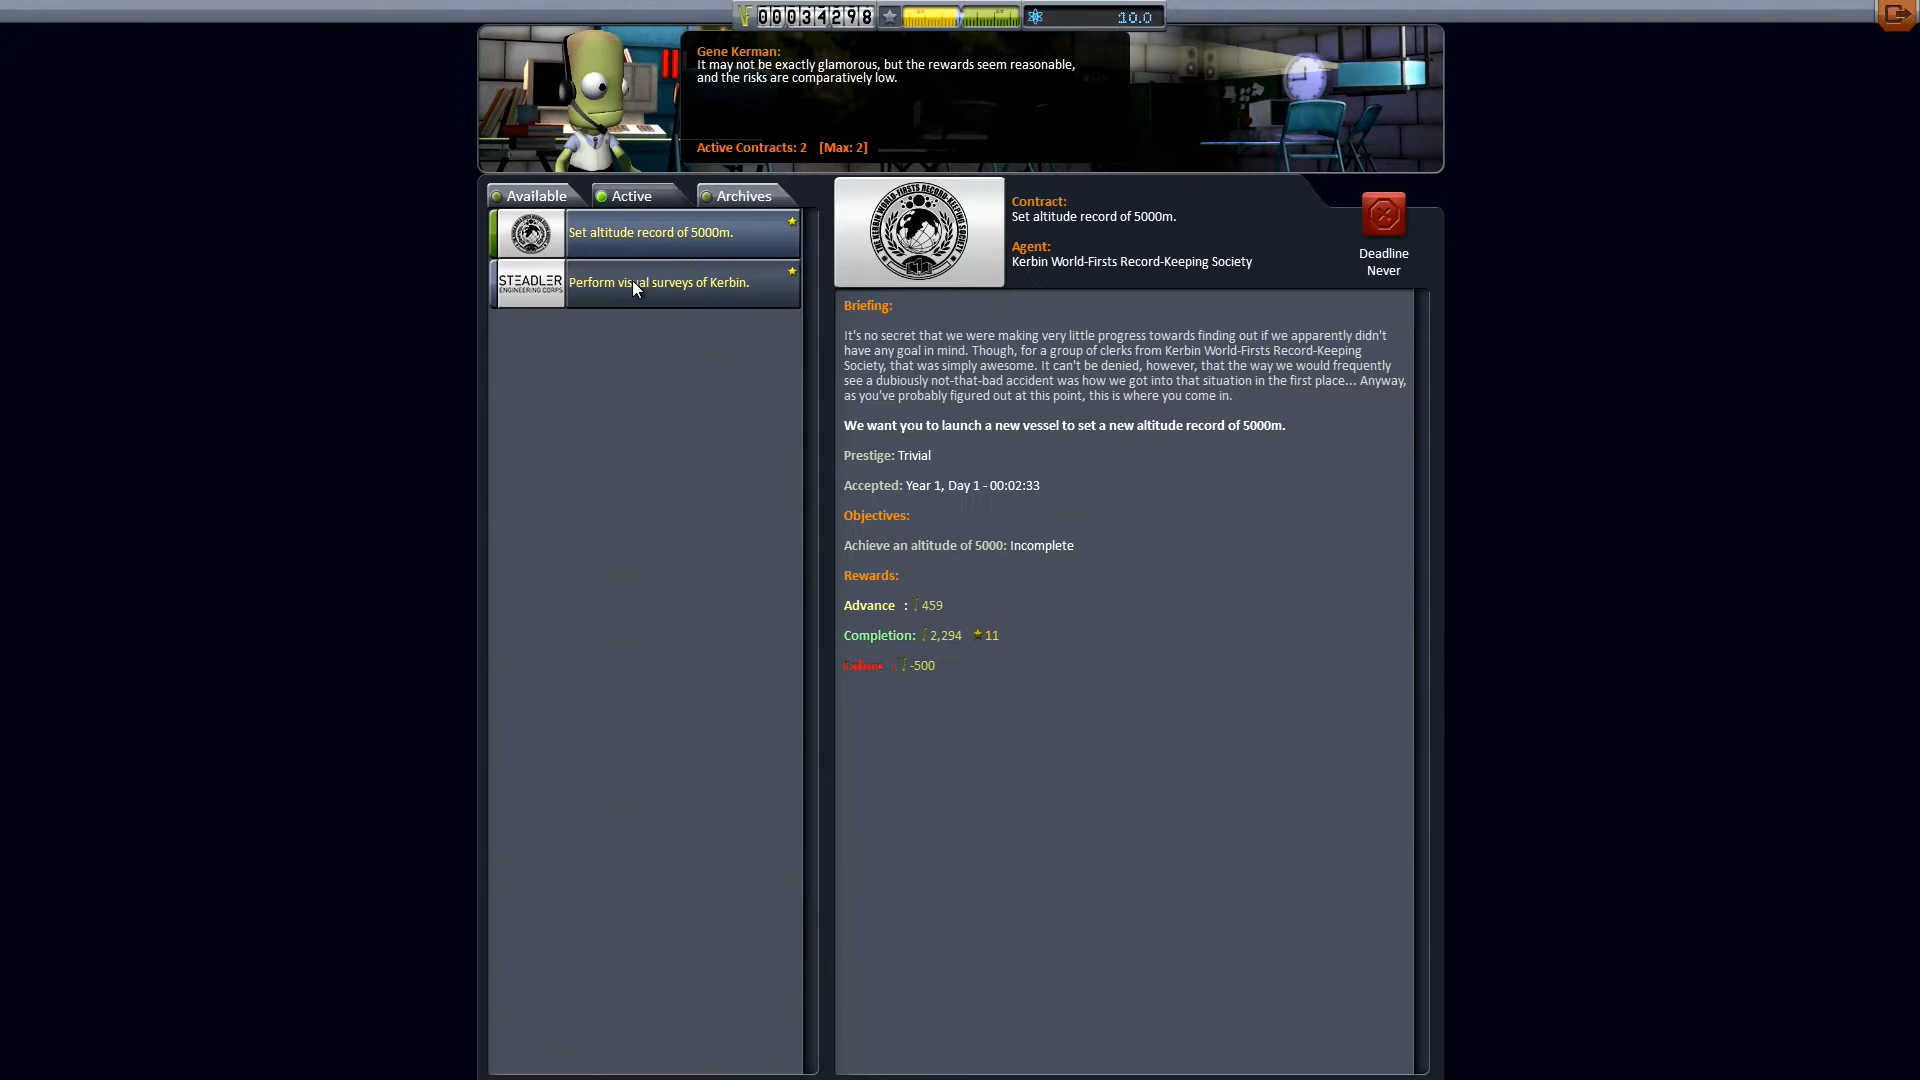 00034298
10.0
Gene Kerman:
It may not be exactly glamorous, but the rewards seem reasonable,
and the risks are comparatively low.
Active Contracts: 2 [Max: 2]
Available
Active
Archives
Set altitude record of 5000m.
STEADLER
ENGINEERING CORPS
Perform visual surveys of Kerbin.
THE KERBIN WORLD-FIRSTS RECORD-KEEPING SOCIETY
Contract:
Set altitude record of 5000m.
Agent:
Kerbin World-Firsts Record-Keeping Society
Deadline
Never
Briefing:
It's no secret that we were making very little progress towards finding out if we apparently didn't
have any goal in mind. Though, for a group of clerks from Kerbin World-Firsts Record-Keeping
Society, that was simply awesome. It can't be denied, however, that the way we would frequently
see a dubiously not-that-bad accident was how we got into that situation in the first place... Anyway,
as you've probably figured out at this point, this is where you come in.
We want you to launch a new vessel to set a new altitude record of 5000m.
Prestige: Trivial
Accepted: Year 1, Day 1 - 00:02:33
Objectives:
Achieve an altitude of 5000: Incomplete
Rewards:
Advance : 459
Completion: 2,294 11
Failure : -500